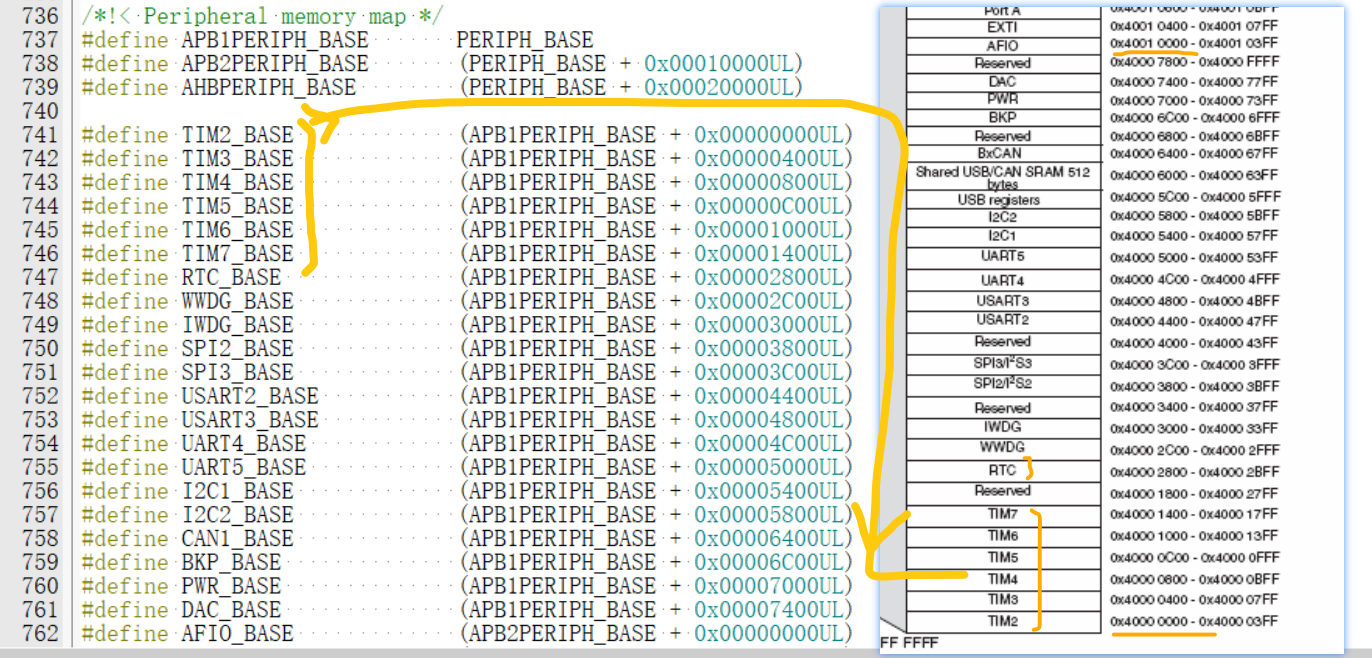 736 /*!< Peripheral memory map */
737 #define APB1PERIPH_BASE PERIPH_BASE
738 #define APB2PERIPH_BASE (PERIPH_BASE + 0x00010000UL)
739 #define AHBPERIPH_BASE (PERIPH_BASE + 0x00020000UL)
740
741 #define TIM2_BASE (APB1PERIPH_BASE + 0x00000000UL)
742 #define TIM3_BASE (APB1PERIPH_BASE + 0x00000400UL)
743 #define TIM4_BASE (APB1PERIPH_BASE + 0x00000800UL)
744 #define TIM5_BASE (APB1PERIPH_BASE + 0x00000C00UL)
745 #define TIM6_BASE (APB1PERIPH_BASE + 0x00001000UL)
746 #define TIM7_BASE (APB1PERIPH_BASE + 0x00001400UL)
747 #define RTC_BASE (APB1PERIPH_BASE + 0x00002800UL)
748 #define WWDG_BASE (APB1PERIPH_BASE + 0x00002C00UL)
749 #define IWDG_BASE (APB1PERIPH_BASE + 0x00003000UL)
750 #define SPI2_BASE (APB1PERIPH_BASE + 0x00003800UL)
751 #define SPI3_BASE (APB1PERIPH_BASE + 0x00003C00UL)
752 #define USART2_BASE (APB1PERIPH_BASE + 0x00004400UL)
753 #define USART3_BASE (APB1PERIPH_BASE + 0x00004800UL)
754 #define UART4_BASE (APB1PERIPH_BASE + 0x00004C00UL)
755 #define UART5_BASE (APB1PERIPH_BASE + 0x00005000UL)
756 #define I2C1_BASE (APB1PERIPH_BASE + 0x00005400UL)
757 #define I2C2_BASE (APB1PERIPH_BASE + 0x00005800UL)
758 #define CAN1_BASE (APB1PERIPH_BASE + 0x00006400UL)
759 #define BKP_BASE (APB1PERIPH_BASE + 0x00006C00UL)
760 #define PWR_BASE (APB1PERIPH_BASE + 0x00007000UL)
761 #define DAC_BASE (APB1PERIPH_BASE + 0x00007400UL)
762 #define AFIO_BASE (APB2PERIPH_BASE + 0x00000000UL)
Port A 0x4001 0800 - 0x4001 0BFF
EXTI 0x4001 0400 - 0x4001 07FF
AFIO 0x4001 0000 - 0x4001 03FF
Reserved 0x4000 7800 - 0x4000 FFFF
DAC 0x4000 7400 - 0x4000 77FF
PWR 0x4000 7000 - 0x4000 73FF
BKP 0x4000 6C00 - 0x4000 6FFF
Reserved 0x4000 6800 - 0x4000 6BFF
BxCAN 0x4000 6400 - 0x4000 67FF
Shared USB/CAN SRAM 512 0x4000 6000 - 0x4000 63FF
bytes
USB registers 0x4000 5C00 - 0x4000 5FFF
I2C2 0x4000 5800 - 0x4000 5BFF
I2C1 0x4000 5400 - 0x4000 57FF
UART5 0x4000 5000 - 0x4000 53FF
UART4 0x4000 4C00 - 0x4000 4FFF
USART3 0x4000 4800 - 0x4000 4BFF
USART2 0x4000 4400 - 0x4000 47FF
Reserved 0x4000 4000 - 0x4000 43FF
SPI3/I²S3 0x4000 3C00 - 0x4000 3FFF
SPI2/I²S2 0x4000 3800 - 0x4000 3BFF
Reserved 0x4000 3400 - 0x4000 37FF
IWDG 0x4000 3000 - 0x4000 33FF
WWDG 0x4000 2C00 - 0x4000 2FFF
RTC 0x4000 2800 - 0x4000 2BFF
Reserved 0x4000 1800 - 0x4000 27FF
TIM7 0x4000 1400 - 0x4000 17FF
TIM6 0x4000 1000 - 0x4000 13FF
TIM5 0x4000 0C00 - 0x4000 0FFF
TIM4 0x4000 0800 - 0x4000 0BFF
TIM3 0x4000 0400 - 0x4000 07FF
TIM2 0x4000 0000 - 0x4000 03FF
FF FFFF